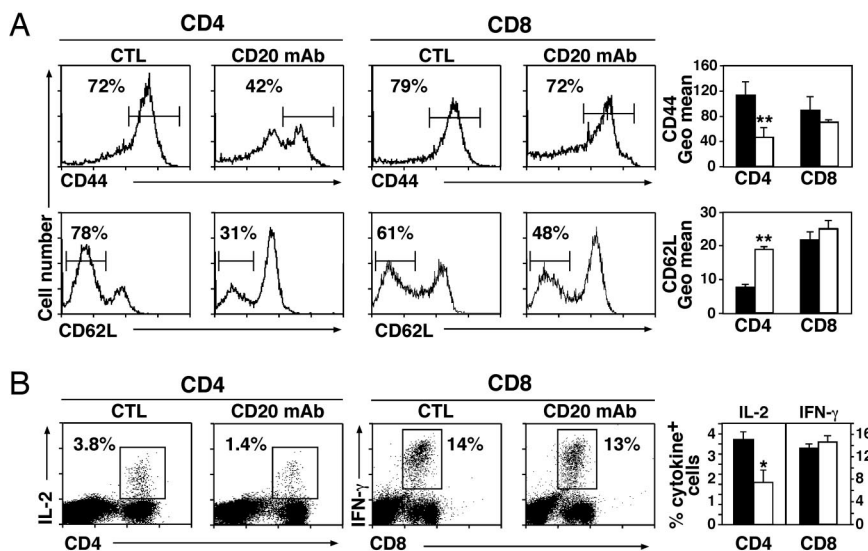 A
CD4
CD8
CTL
CD20 mAb
CTL
CD20 mAb
72%
42%
79%
72%
CD44
CD44
Cell number
78%
31%
61%
48%
CD62L
CD62L
160
120
80
40
0
CD44
Geo mean
**
CD4
CD8
30
20
10
0
CD62L
Geo mean
**
CD4
CD8
B
CD4
CD8
CTL
CD20 mAb
CTL
CD20 mAb
3.8%
1.4%
14%
13%
IL-2
IFN-γ
CD4
CD8
IL-2
IFN-γ
% cytokine+
cells
4
3
2
1
0
*
16
12
8
4
0
CD4
CD8